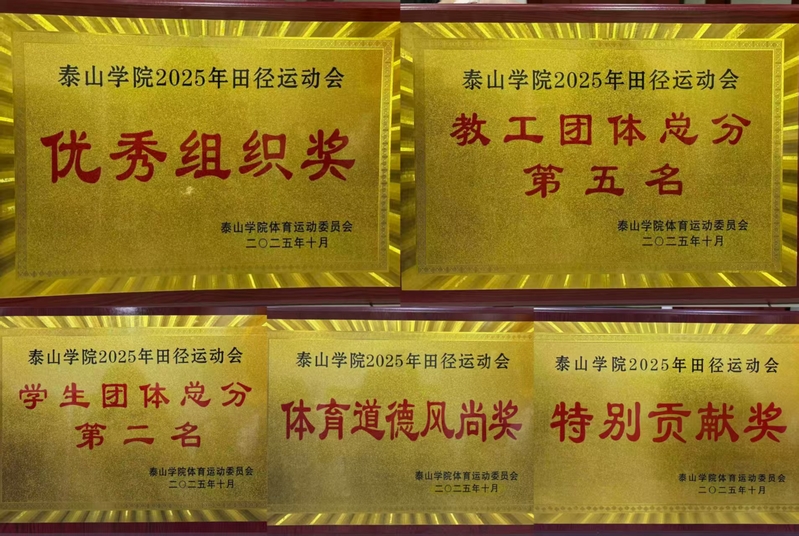 泰山学院2025年田径运动会
优秀组织奖
泰山学院体育运动委员会
二〇二五年十月
泰山学院2025年田径运动会
教工团体总分
第五名
泰山学院体育运动委员会
二〇二五年十月
泰山学院2025年田径运动会
学生团体总分
第二名
泰山学院体育运动委员会
二〇二五年十月
泰山学院2025年田径运动会
体育道德风尚奖
泰山学院体育运动委员会
二〇二五年十月
泰山学院2025年田径运动会
特别贡献奖
泰山学院体育运动委员会
二〇二五年十月